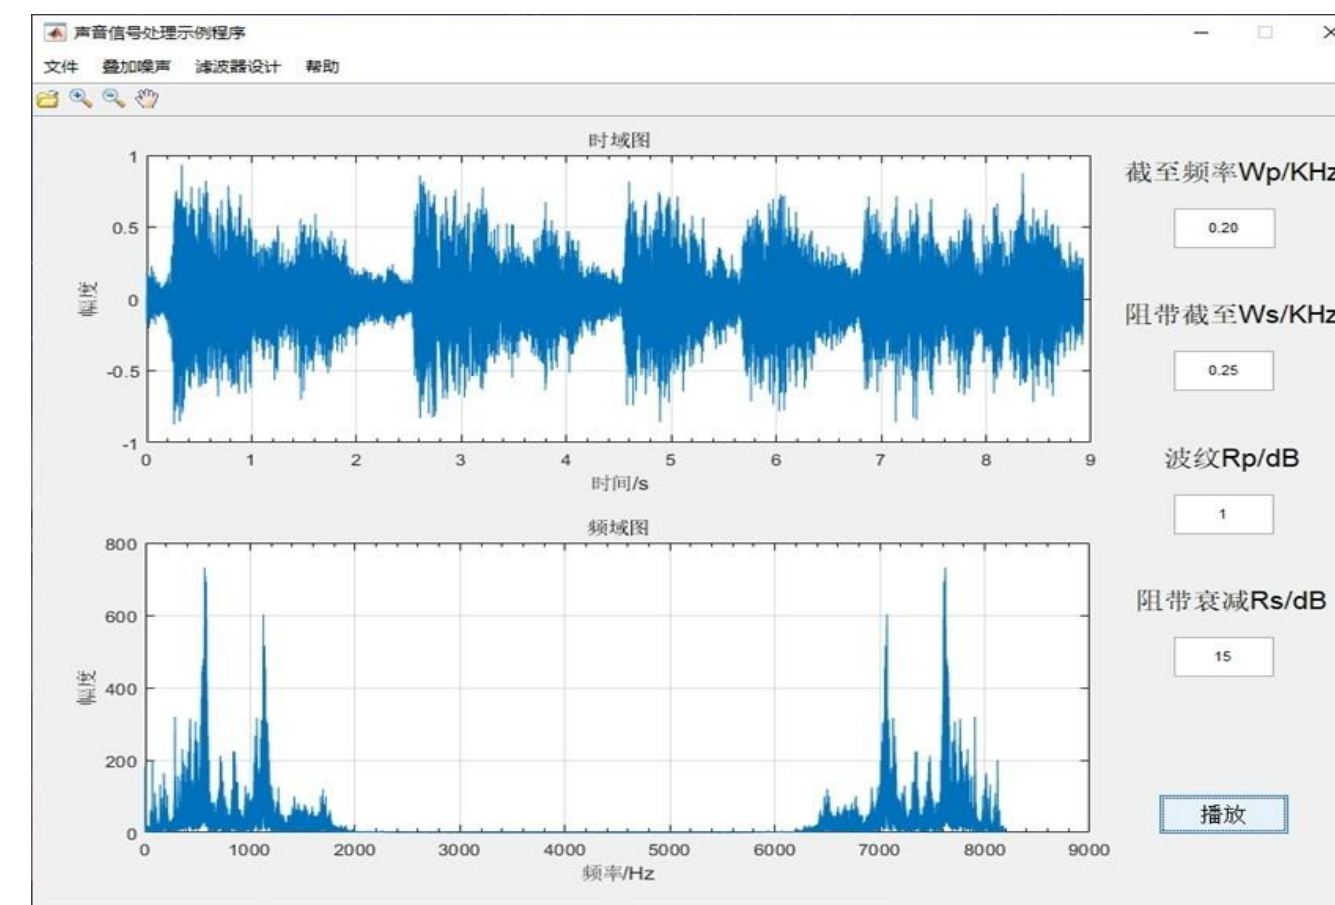 声音信号处理示例程序
文件 叠加噪声 滤波器设计 帮助
时域图
1
0.5
0
-0.5
-1
幅度
0 1 2 3 4 5 6 7 8 9
时间/s
频域图
800
600
400
200
0
幅度
0 1000 2000 3000 4000 5000 6000 7000 8000 9000
频率/Hz
截至频率Wp/KHz
0.20
阻带截至Ws/KHz
0.25
波纹Rp/dB
1
阻带衰减Rs/dB
15
播放